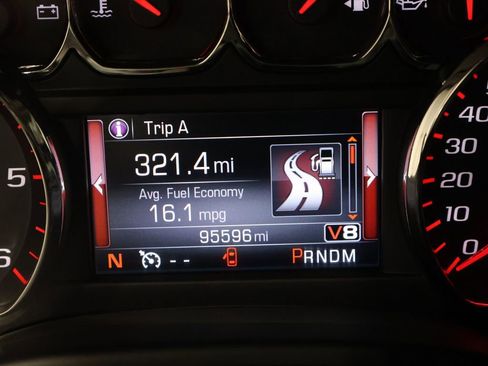 i Trip A
321.4 mi
Avg. Fuel Economy
16.1 mpg
95596 mi
V8
N -- PRNDM
5
6
40
30
20
10
0